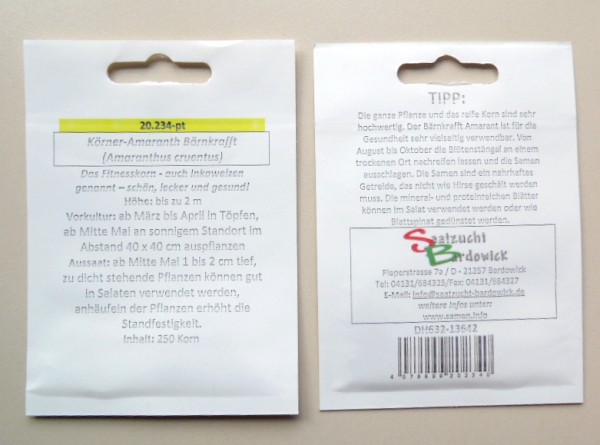 20.234-pt
Körner-Amaranth Bärnkrafft
(Amaranthus cruentus)
Das Fitnesskorn - auch Inkaweizen
genannt – schön, lecker und gesund!
Höhe: bis zu 2 m
Vorkultur: ab März bis April in Töpfen,
ab Mitte Mai an sonnigem Standort im
Abstand 40 x 40 cm auspflanzen
Aussaat: ab Mitte Mai 1 bis 2 cm tief,
zu dicht stehende Pflanzen können gut
in Salaten verwendet werden,
anhäufeln der Pflanzen erhöht die
Standfestigkeit.
Inhalt: 250 Korn
TIPP:
Die ganze Pflanze und das reife Korn sind sehr
hochwertig. Der Bärnkrafft Amarant ist für die
Gesundheit sehr vielseitig verwendbar. Von
August bis Oktober die Blütenstängel an einem
trockenen Ort nachreifen lassen und die Samen
ausschlagen. Die Samen sind ein nahrhaftes
Getreide, das nicht wie Hirse geschält werden
muss. Die mineral- und proteinreichen Blätter
können im Salat verwendet werden oder wie
Blattspinat gedünstet werden.
Saatzucht
Bardowick
Pieperstrasse 7a / D - 21357 Bardowick
Tel: 04131/684325/Fax: 04131/684327
E-Mail: info@saatzucht-bardowick.de
weitere Infos unter:
www.samen.info
DH632-13642